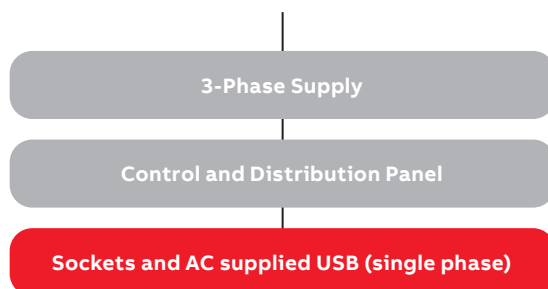 3-Phase Supply
Control and Distribution Panel
Sockets and AC supplied USB (single phase)